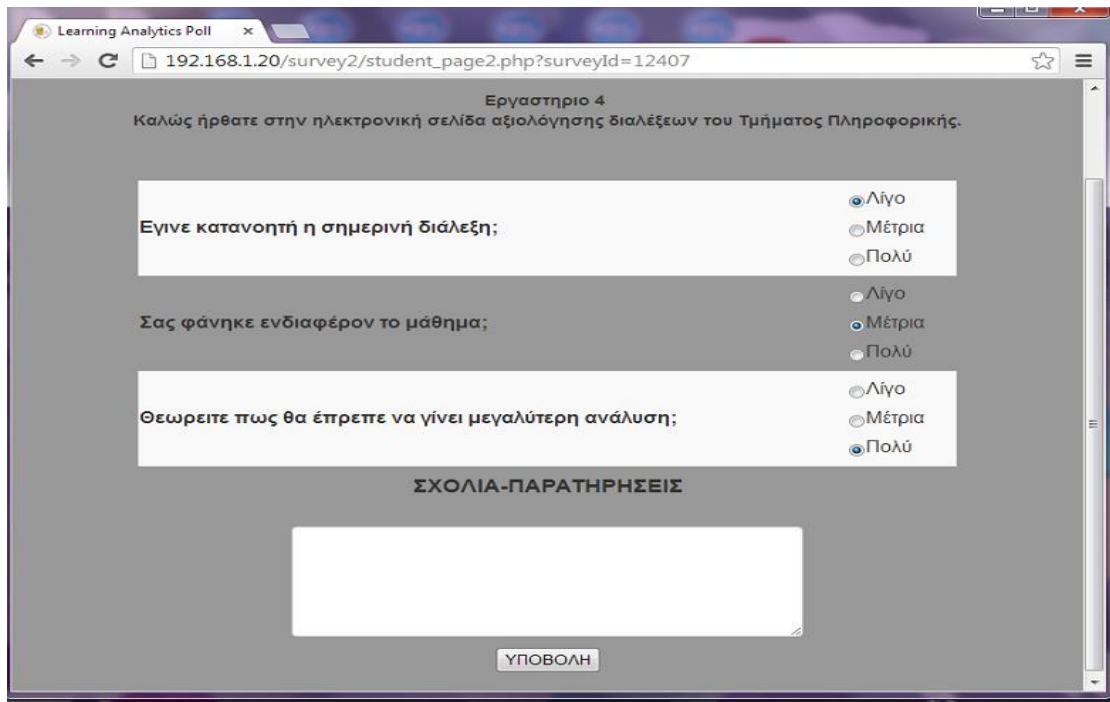 Learning Analytics Poll
192.168.1.20/survey2/student_page2.php?surveyId=12407
Εργαστηριο 4
Καλώς ήρθατε στην ηλεκτρονική σελίδα αξιολόγησης διαλέξεων του Τμήματος Πληροφορικής.
Εγινε κατανοητή η σημερινή διάλεξη;
Λίγο
Μέτρια
Πολύ
Σας φάνηκε ενδιαφέρον το μάθημα;
Λίγο
Μέτρια
Πολύ
Θεωρειτε πως θα έπρεπε να γίνει μεγαλύτερη ανάλυση;
Λίγο
Μέτρια
Πολύ
ΣΧΟΛΙΑ-ΠΑΡΑΤΗΡΗΣΕΙΣ
ΥΠΟΒΟΛΗ